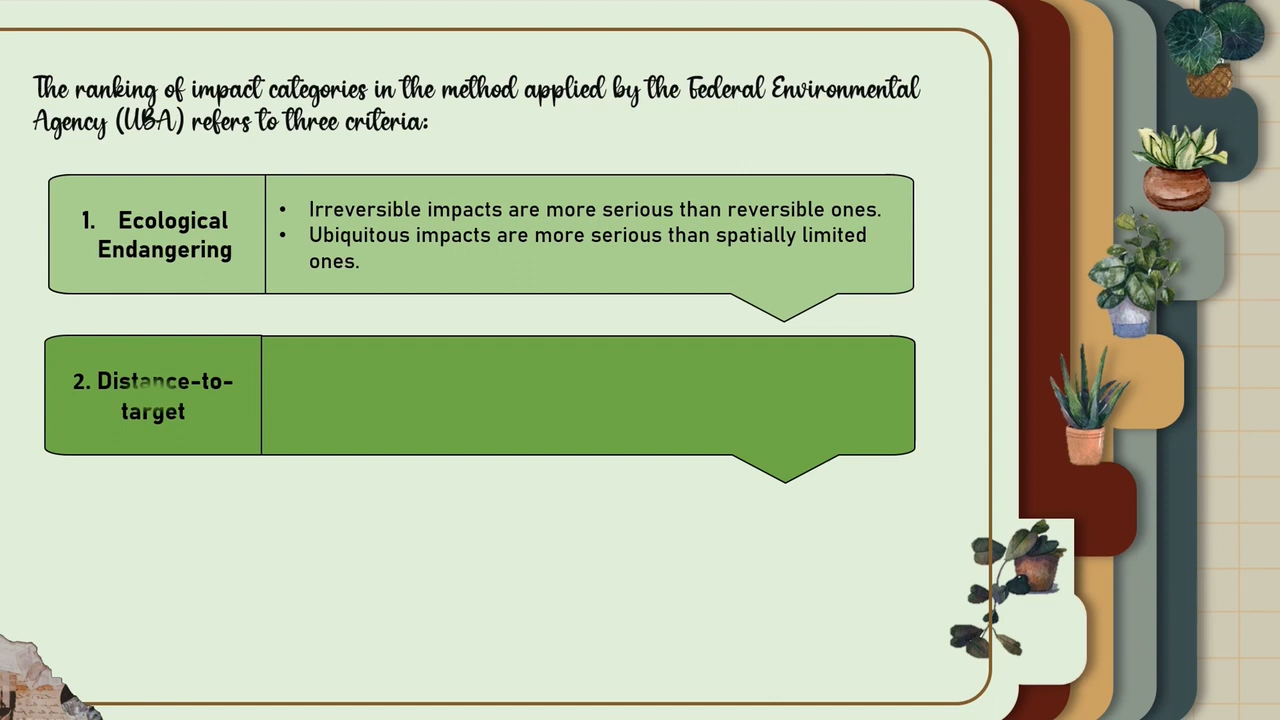 The ranking of impact categories in the method applied by the Federal Environmental
Agency (UBA) refers to three criteria:
1. Ecological
Endangering
• Irreversible impacts are more serious than reversible ones.
• Ubiquitous impacts are more serious than spatially limited
ones.
2. Distance-to-
target